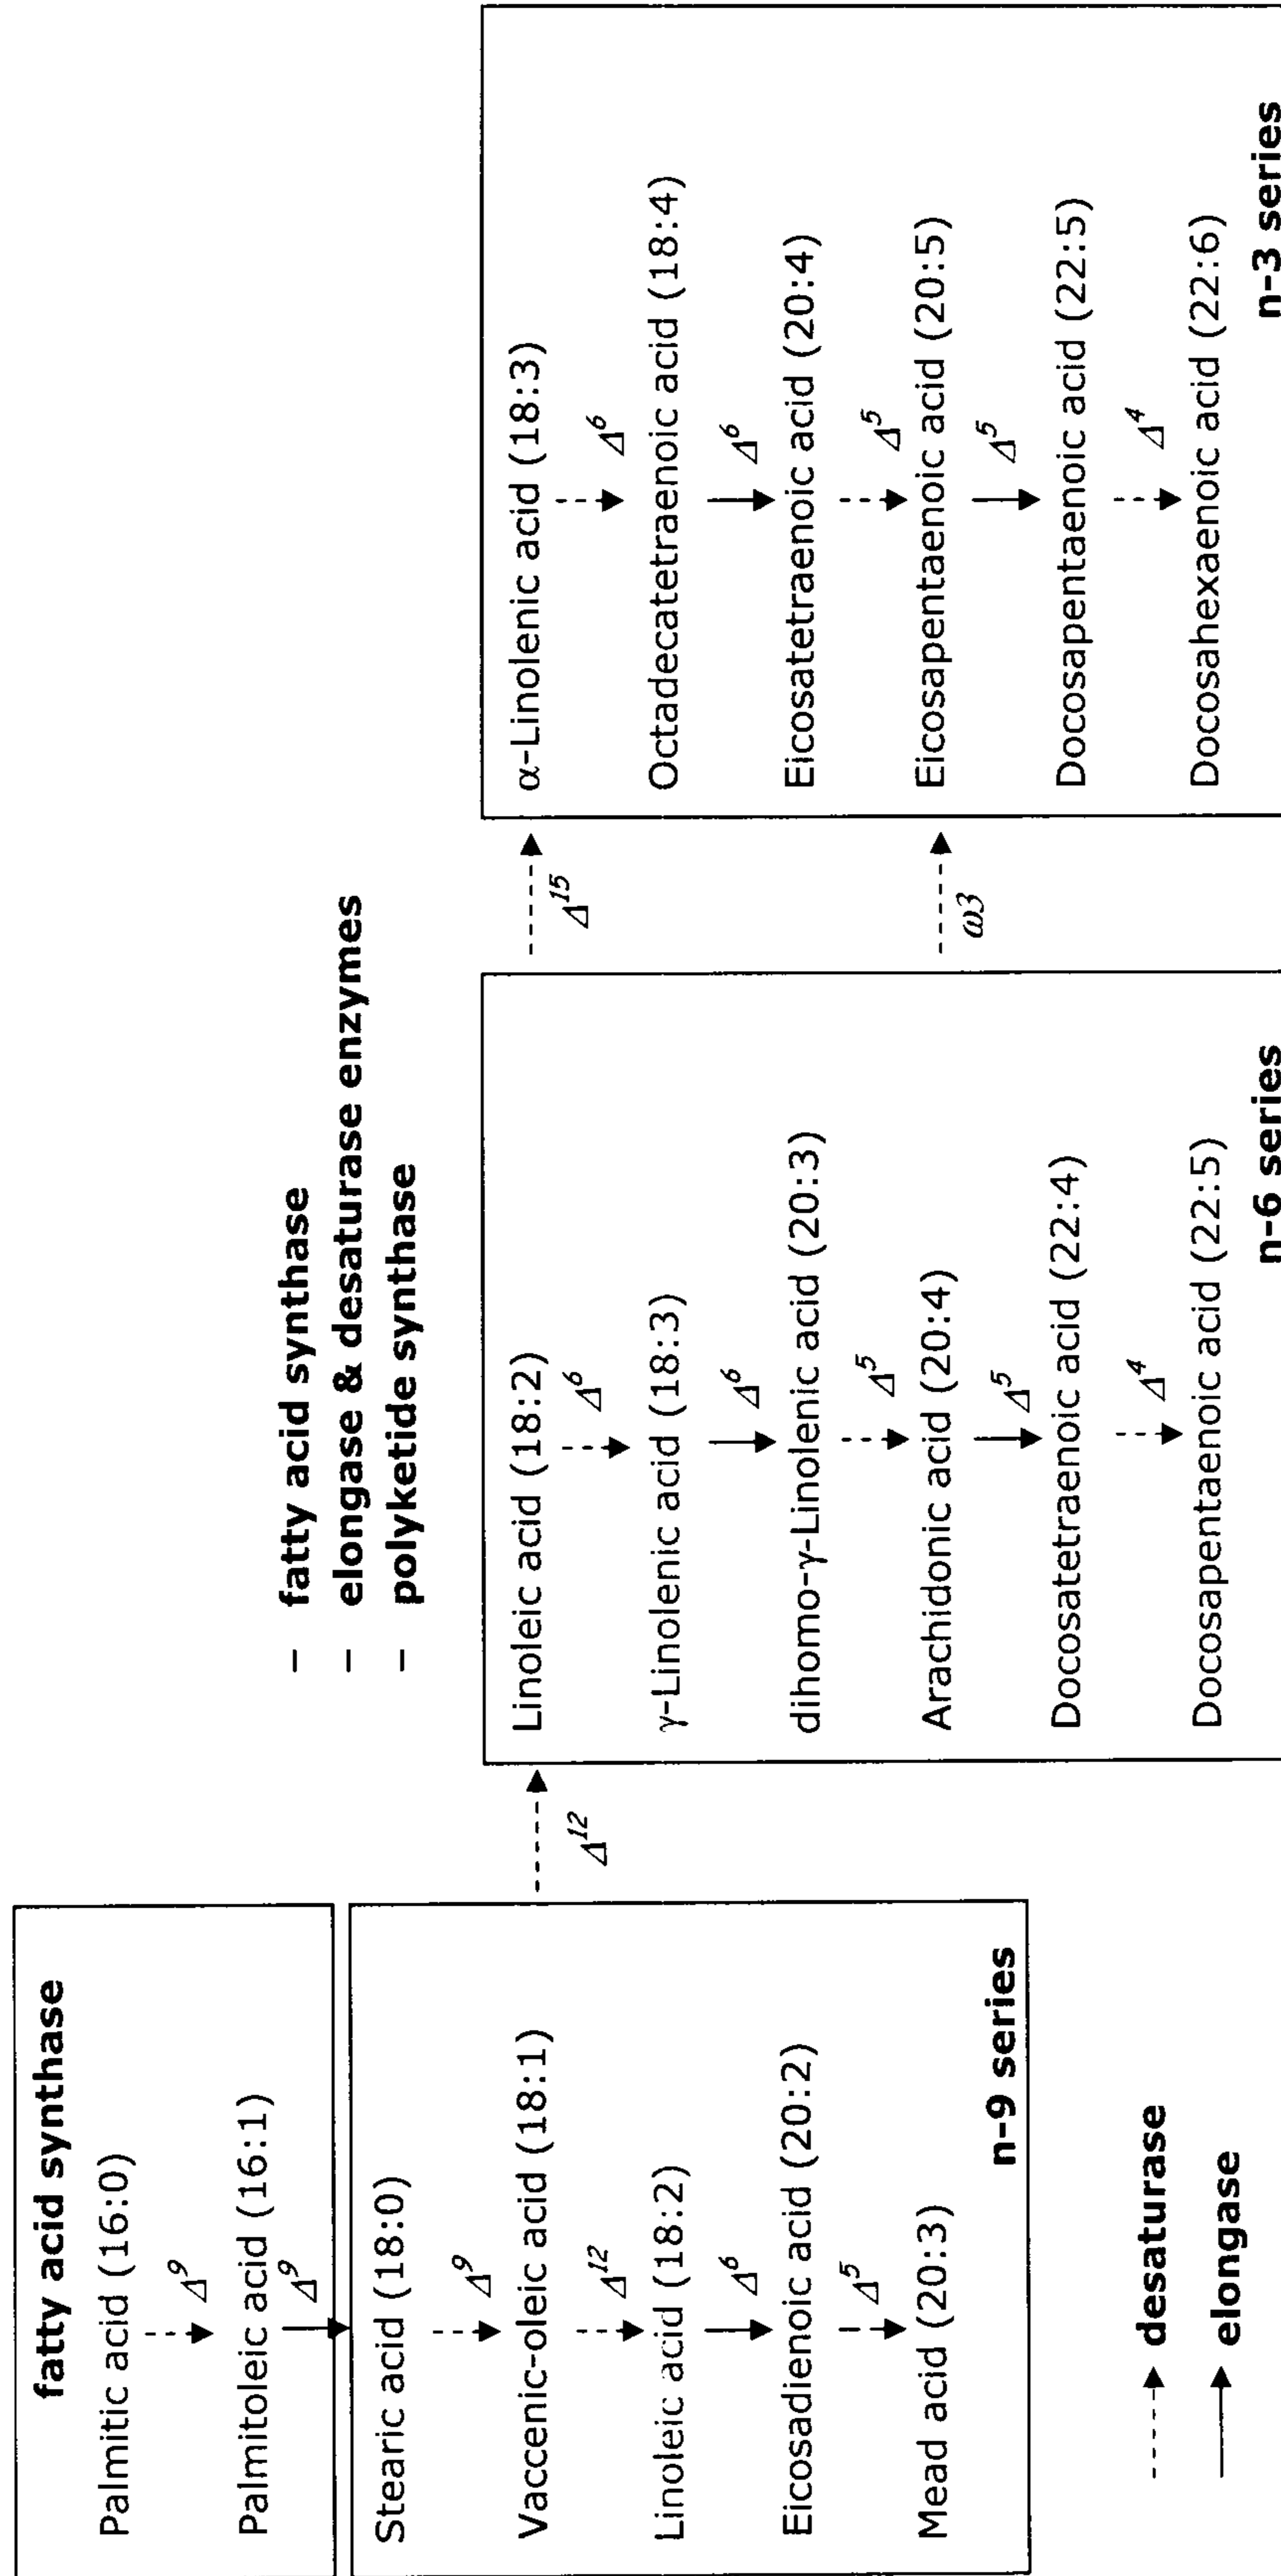 – fatty acid synthase
– elongase & desaturase enzymes
– polyketide synthase
fatty acid synthase
Palmitic acid (16:0)
Δ9
Palmitoleic acid (16:1)
Δ9
Stearic acid (18:0)
Δ9
Vaccenic-oleic acid (18:1)
Δ12
Linoleic acid (18:2)
Δ6
Eicosadienoic acid (20:2)
Δ5
Mead acid (20:3)
n-9 series
Δ12
Linoleic acid (18:2)
Δ6
γ-Linolenic acid (18:3)
Δ6
dihomo-γ-Linolenic acid (20:3)
Δ5
Arachidonic acid (20:4)
Δ5
Docosatetraenoic acid (22:4)
Δ4
Docosapentaenoic acid (22:5)
n-6 series
Δ15
ω3
α-Linolenic acid (18:3)
Δ6
Octadecatetraenoic acid (18:4)
Δ6
Eicosatetraenoic acid (20:4)
Δ5
Eicosapentaenoic acid (20:5)
Δ5
Docosapentaenoic acid (22:5)
Δ4
Docosahexaenoic acid (22:6)
n-3 series
desaturase
elongase